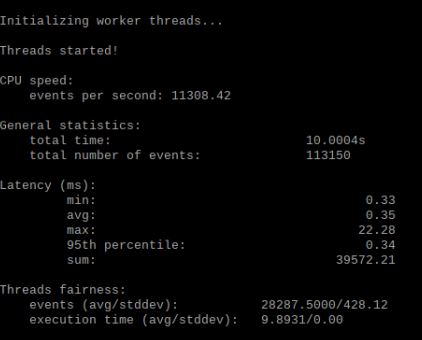 Initializing worker threads...
Threads started!
CPU speed:
events per second: 11308.42
General statistics:
total time: 10.0004s
total number of events: 113150
Latency (ms):
min: 0.33
avg: 0.35
max: 22.28
95th percentile: 0.34
sum: 39572.21
Threads fairness:
events (avg/stddev): 28287.5000/428.12
execution time (avg/stddev): 9.8931/0.00